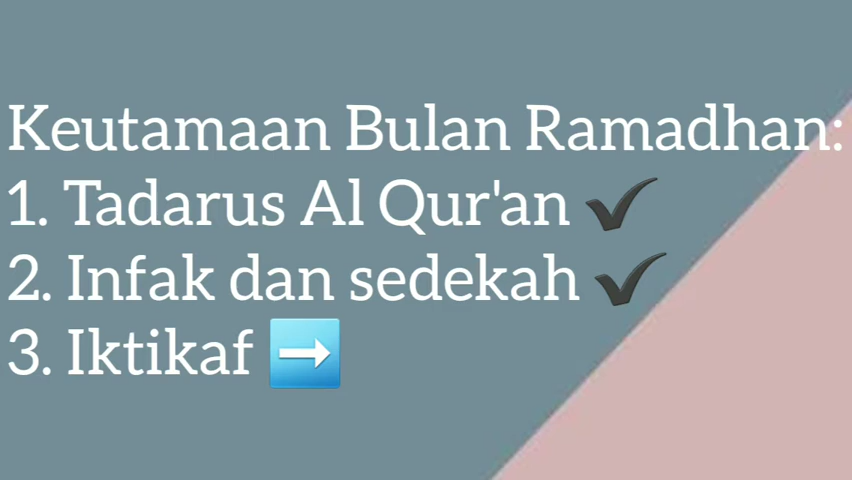 Keutamaan Bulan Ramadhan:
1. Tadarus Al Qur'an ✔
2. Infak dan sedekah ✔
3. Iktikaf ➡